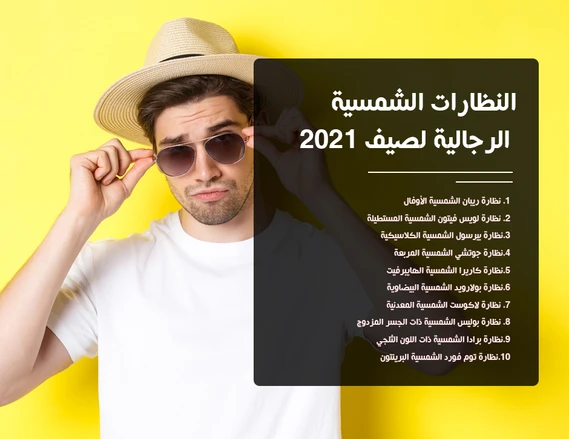 النظارات الشمسية
الرجالية لصيف 2021
1. نظارة ريبان الشمسية الأوفال
2. نظارة لويس فيتون الشمسية المستطيلة
3.نظارة بيرسول الشمسية الكلاسيكية
4.نظارة جوتشي الشمسية المربعة
5.نظارة كاريرا الشمسية الهايبرفيت
6.نظارة بولارويد الشمسية البيضاوية
7. نظارة لاكوست الشمسية المعدنية
8. نظارة بوليس الشمسية ذات الجسر المزدوج
9.نظارة برادا الشمسية ذات اللون الثلجي
10.نظارة توم فورد الشمسية البريتتون